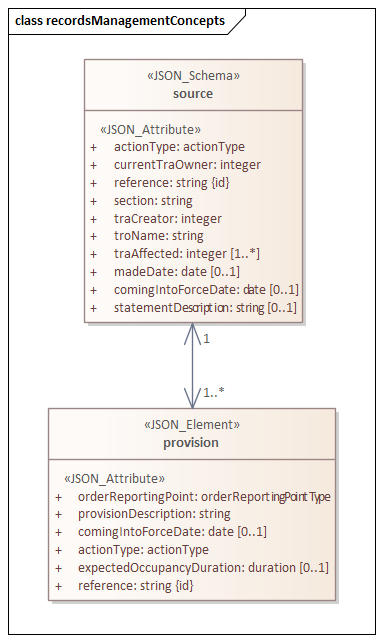 class recordsManagementConcepts
«JSON_Schema»
source
«JSON_Attribute»
+ actionType: actionType
+ currentTraOwner: integer
+ reference: string {id}
+ section: string
+ traCreator: integer
+ troName: string
+ traAffected: integer [1..*]
+ madeDate: date [0..1]
+ comingIntoForceDate: date [0..1]
+ statementDescription: string [0..1]
1
1..*
«JSON_Element»
provision
«JSON_Attribute»
+ orderReportingPoint: orderReportingPointType
+ provisionDescription: string
+ comingIntoForceDate: date [0..1]
+ actionType: actionType
+ expectedOccupancyDuration: duration [0..1]
+ reference: string {id}